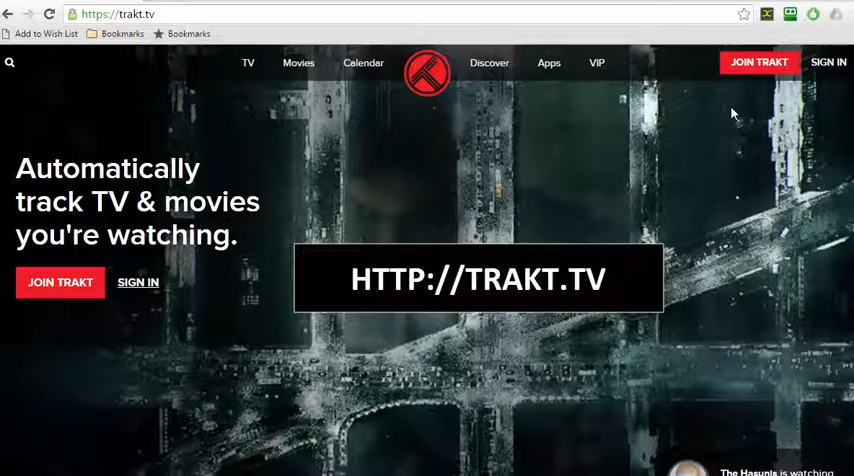 https://trakt.tv
Add to Wish List Bookmarks Bookmarks
TV Movies Calendar Discover Apps VIP JOIN TRAKT SIGN IN
Automatically
track TV & movies
you're watching.
HTTP://TRAKT.TV
JOIN TRAKT SIGN IN
The Hasunis is watching